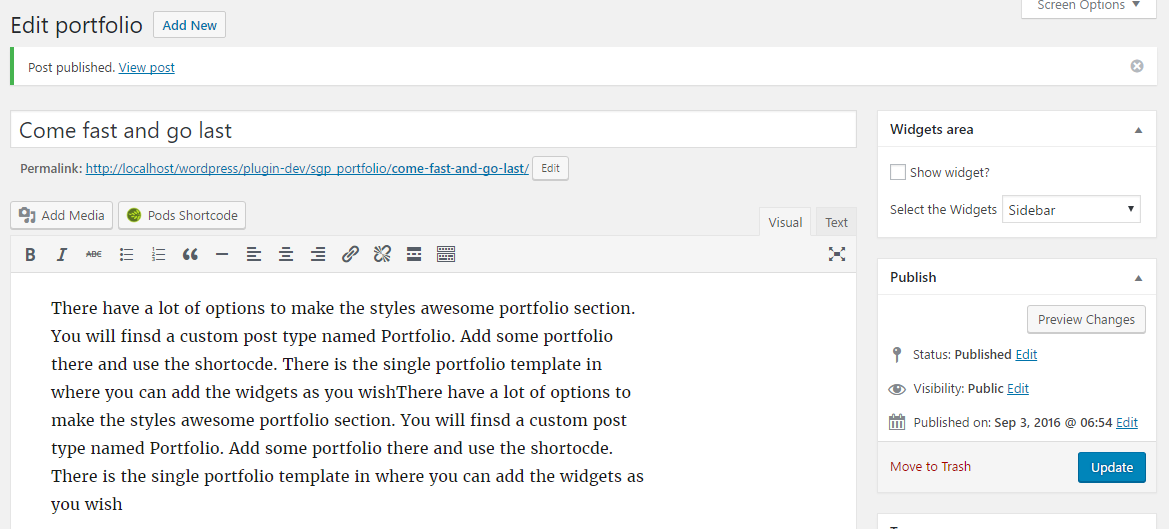 Screen Options
Edit portfolio Add New
Post published. View post
Come fast and go last
Permalink: http://localhost/wordpress/plugin-dev/sgp_portfolio/come-fast-and-go-last/ Edit
Add Media Pods Shortcode
Visual Text
B I ABC
There have a lot of options to make the styles awesome portfolio section.
You will finsd a custom post type named Portfolio. Add some portfolio
there and use the shortocde. There is the single portfolio template in
where you can add the widgets as you wishThere have a lot of options to
make the styles awesome portfolio section. You will finsd a custom post
type named Portfolio. Add some portfolio there and use the shortocde.
There is the single portfolio template in where you can add the widgets as
you wish
Widgets area
Show widget?
Select the Widgets Sidebar
Publish
Preview Changes
Status: Published Edit
Visibility: Public Edit
Published on: Sep 3, 2016 @ 06:54 Edit
Move to Trash Update